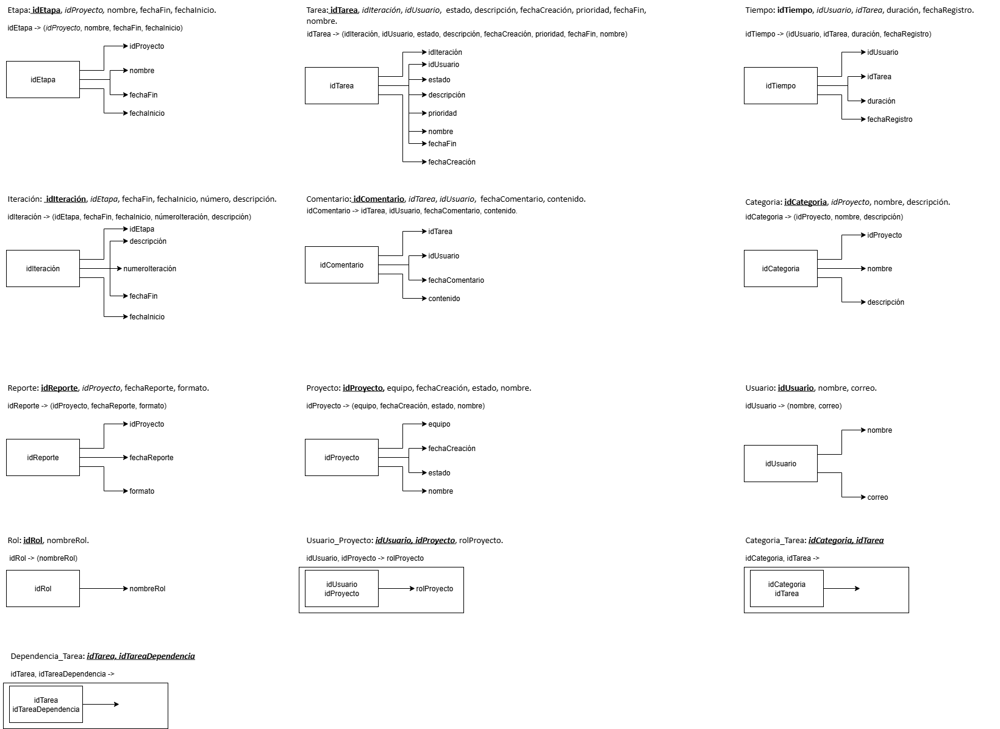 Etapa: idEtapa, idProyecto, nombre, fechaFin, fechaInicio.
idEtapa -> (idProyecto, nombre, fechaFin, fechaInicio)
idEtapa
idProyecto
nombre
fechaFin
fechaInicio
Tarea: idTarea, idIteración, idUsuario, estado, descripción, fechaCreación, prioridad, fechaFin,
nombre.
idTarea -> (idIteración, idUsuario, estado, descripción, fechaCreación, prioridad, fechaFin, nombre)
idTarea
idIteración
idUsuario
estado
descripción
prioridad
nombre
fechaFin
fechaCreación
Tiempo: idTiempo, idUsuario, idTarea, duración, fechaRegistro.
idTiempo -> (idUsuario, idTarea, duración, fechaRegistro)
idTiempo
idUsuario
idTarea
duración
fechaRegistro
Iteración: idIteración, idEtapa, fechaFin, fechaInicio, número, descripción.
idIteración -> (idEtapa, fechaFin, fechaInicio, númeroIteración, descripción)
idIteración
idEtapa
descripción
numeroIteración
fechaFin
fechaInicio
Comentario: idComentario, idTarea, idUsuario, fechaComentario, contenido.
idComentario -> idTarea, idUsuario, fechaComentario, contenido.
idComentario
idTarea
idUsuario
fechaComentario
contenido
Categoria: idCategoria, idProyecto, nombre, descripción.
idCategoria -> (idProyecto, nombre, descripción)
idCategoria
idProyecto
nombre
descripción
Reporte: idReporte, idProyecto, fechaReporte, formato.
idReporte -> (idProyecto, fechaReporte, formato)
idReporte
idProyecto
fechaReporte
formato
Proyecto: idProyecto, equipo, fechaCreación, estado, nombre.
idProyecto -> (equipo, fechaCreación, estado, nombre)
idProyecto
equipo
fechaCreación
estado
nombre
Usuario: idUsuario, nombre, correo.
idUsuario -> (nombre, correo)
idUsuario
nombre
correo
Rol: idRol, nombreRol.
idRol -> (nombreRol)
idRol
nombreRol
Usuario_Proyecto: idUsuario, idProyecto, rolProyecto.
idUsuario, idProyecto -> rolProyecto
idUsuario
idProyecto
rolProyecto
Categoria_Tarea: idCategoria, idTarea
idCategoria, idTarea ->
idCategoria
idTarea
Dependencia_Tarea: idTarea, idTareaDependencia
idTarea, idTareaDependencia ->
idTarea
idTareaDependencia